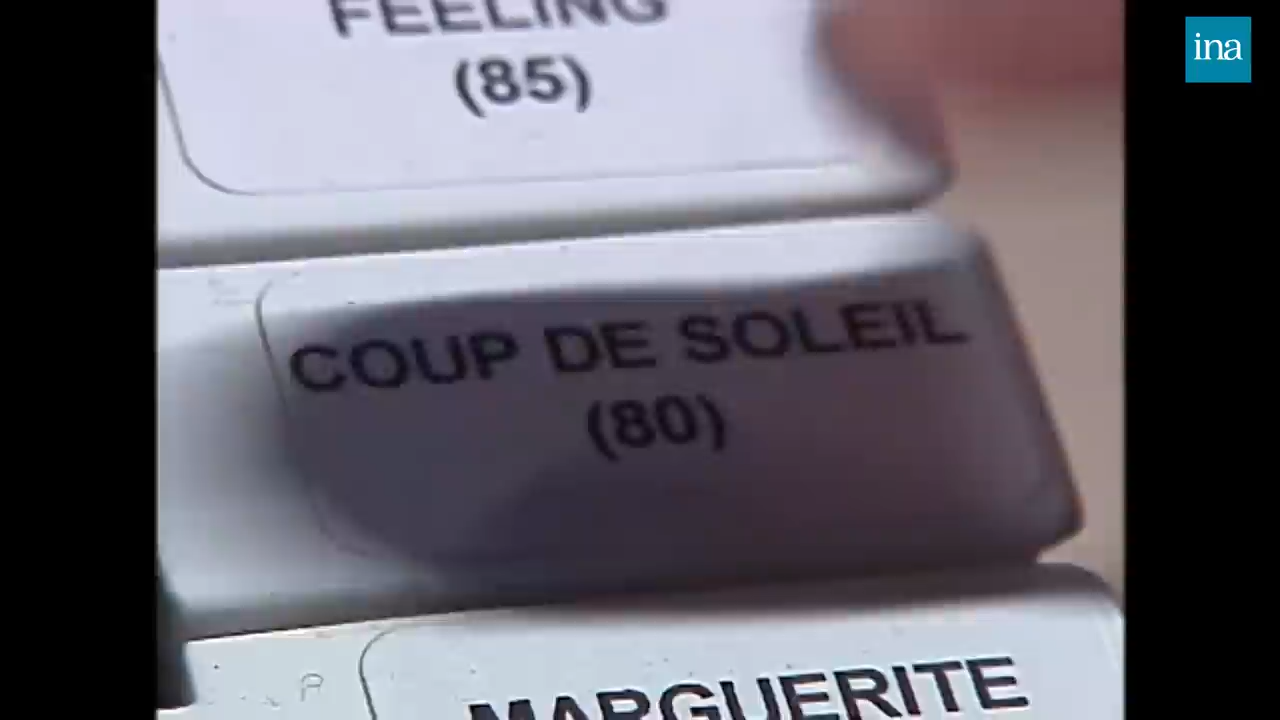 ina
FEELING
(85)
COUP DE SOLEIL
(80)
MARGUERITE